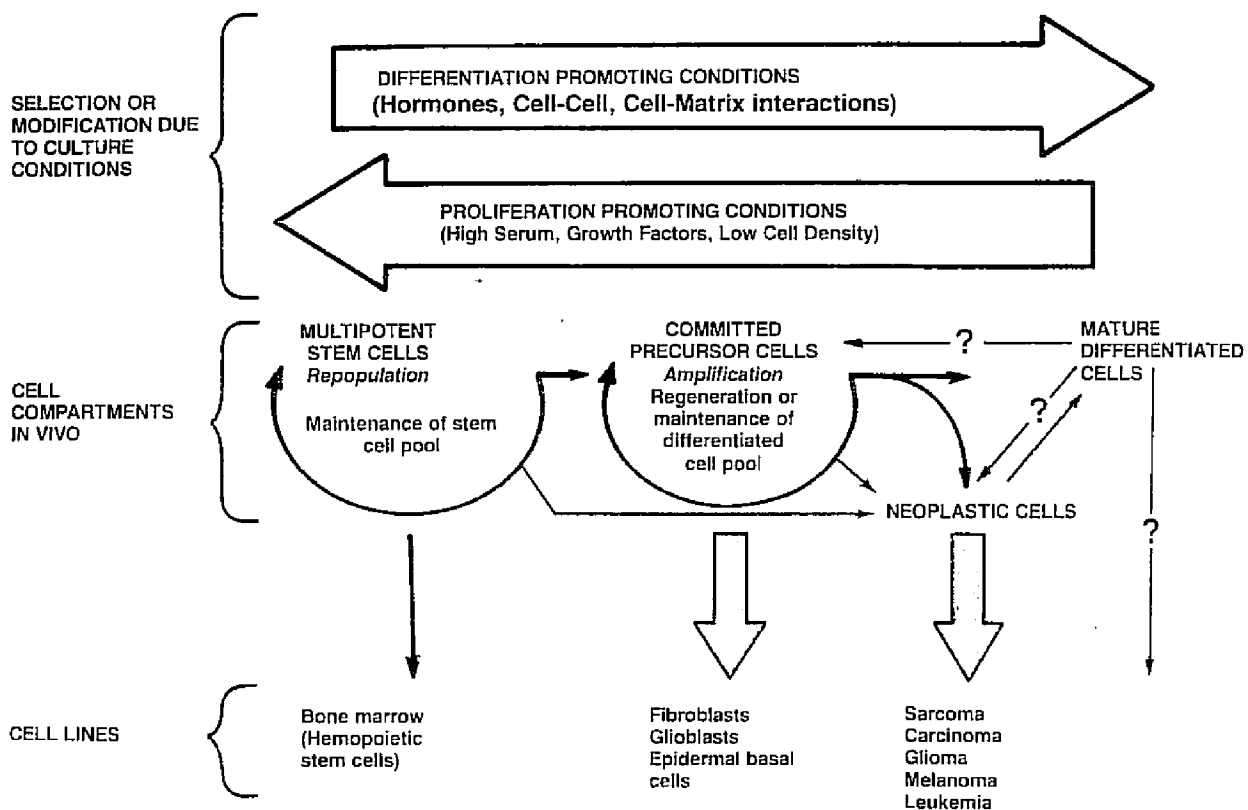 SELECTION OR
MODIFICATION DUE
TO CULTURE
CONDITIONS
DIFFERENTIATION PROMOTING CONDITIONS
(Hormones, Cell-Cell, Cell-Matrix interactions)
PROLIFERATION PROMOTING CONDITIONS
(High Serum, Growth Factors, Low Cell Density)
CELL
COMPARTMENTS
IN VIVO
MULTIPOTENT
STEM CELLS
Repopulation
Maintenance of stem
cell pool
COMMITTED
PRECURSOR CELLS
Amplification
Regeneration or
maintenance of
differentiated
cell pool
?
MATURE
DIFFERENTIATED
CELLS
?
NEOPLASTIC CELLS
?
CELL LINES
Bone marrow
(Hemopoietic
stem cells)
Fibroblasts
Glioblasts
Epidermal basal
cells
Sarcoma
Carcinoma
Glioma
Melanoma
Leukemia